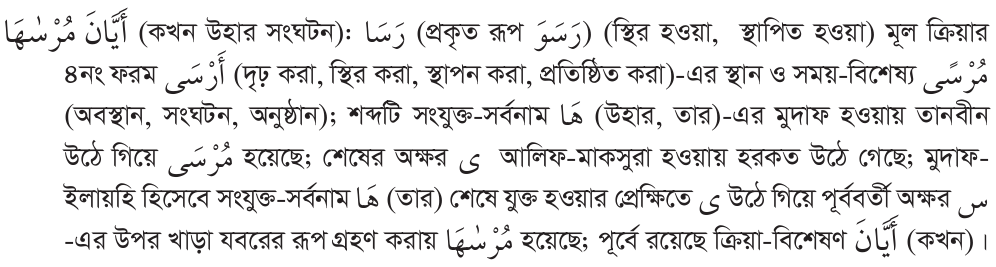 أَيَّانَ مُرْسٰهَا (কখন উহার সংঘটন): رَسَا (প্রকৃত রূপ رَسَوَ) (স্থির হওয়া, স্থাপিত হওয়া) মূল ক্রিয়ার
৪নং ফরম أَرْسَى (দৃঢ় করা, স্থির করা, স্থাপন করা, প্রতিষ্ঠিত করা)-এর স্থান ও সময়-বিশেষ্য مُرْسًى
(অবস্থান, সংঘটন, অনুষ্ঠান); শব্দটি সংযুক্ত-সর্বনাম هَا (উহার, তার)-এর মুদাফ হওয়ায় তানবীন
উঠে গিয়ে مُرْسَى হয়েছে; শেষের অক্ষর ى আলিফ-মাকসুরা হওয়ায় হরকত উঠে গেছে; মুদাফ-
ইলায়হি হিসেবে সংযুক্ত-সর্বনাম هَا (তার) শেষে যুক্ত হওয়ার প্রেক্ষিতে ى উঠে গিয়ে পূর্ববর্তী অক্ষর س
-এর উপর খাড়া যবরের রূপ গ্রহণ করায় مُرْسٰهَا হয়েছে; পূর্বে রয়েছে ক্রিয়া-বিশেষণ أَيَّانَ (কখন)।